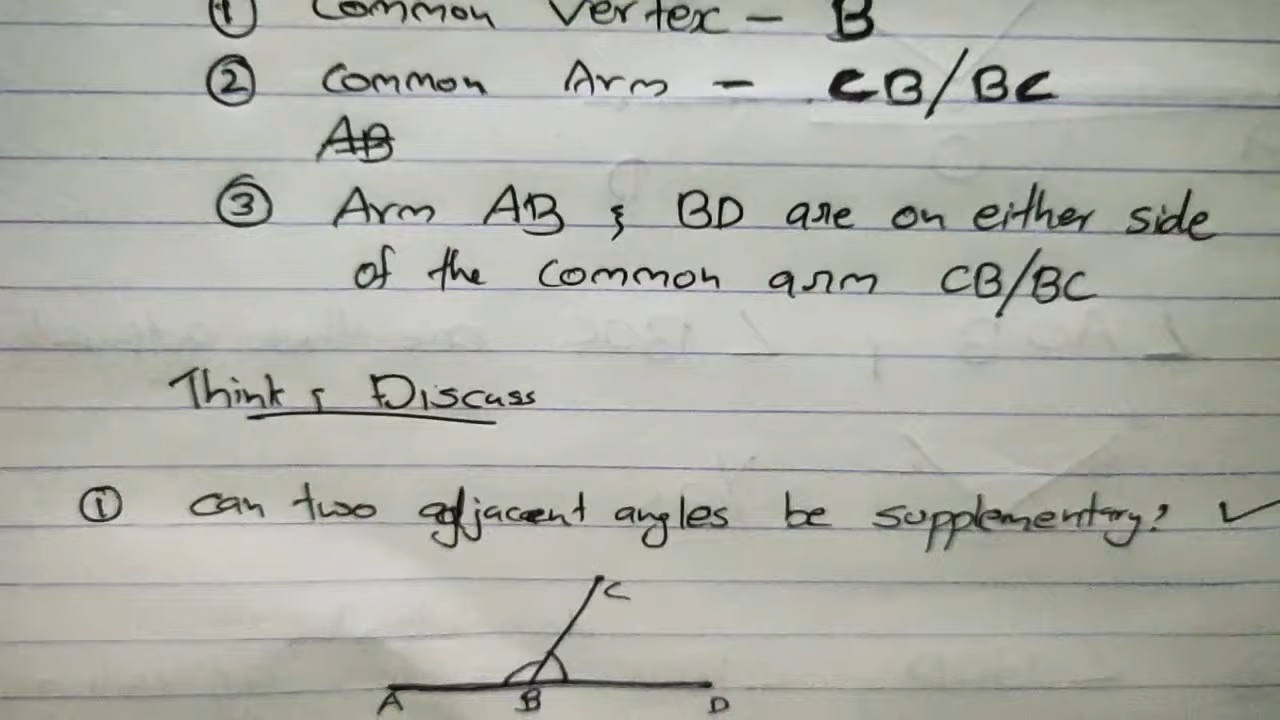 ① Common Vertex - B
② Common Arm - CB/BC
AB
③ Arm AB & BD are on either side
of the common arm CB/BC
Think & Discuss
① can two adjacent angles be supplementary? ✓
C
A B D